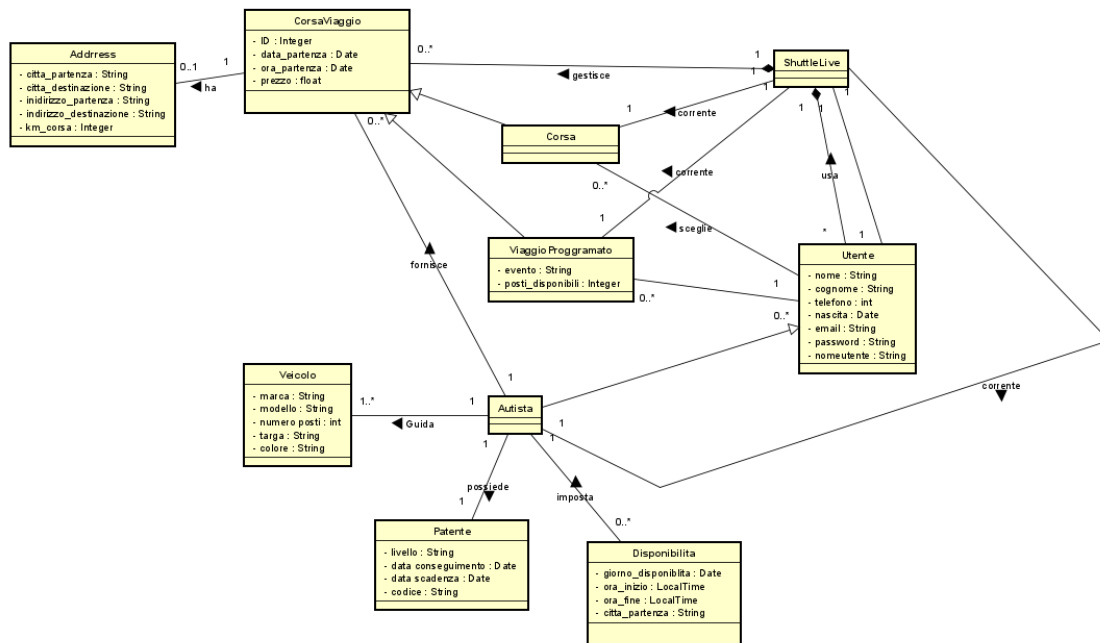 CorsaViaggio
- ID : Integer
- data_partenza : Date
- ora_partenza : Date
- prezzo : float
Addrress
- citta_partenza : String
- citta_destinazione : String
- inidirizzo_partenza : String
- indirizzo_destinazione : String
- km_corsa : Integer
0..1
1
ha
0..*
1
gestisce
ShuttleLive
1
1
corrente
Corsa
0..*
1
corrente
1
1
1
usa
*
1
0..*
sceglie
ViaggioProggramato
- evento : String
- posti_disponibili : Integer
0..*
1
Utente
- nome : String
- cognome : String
- telefono : int
- nascita : Date
- email : String
- password : String
- nomeutente : String
0..*
fornisce
1
Veicolo
- marca : String
- modello : String
- numero posti : int
- targa : String
- colore : String
1..*
1
Guida
Autista
1
1
corrente
1
possiede
1
1
imposta
0..*
Patente
- livello : String
- data conseguimento : Date
- data scadenza : Date
- codice : String
Disponibilita
- giorno_disponiblita : Date
- ora_inizio : LocalTime
- ora_fine : LocalTime
- citta_partenza : String